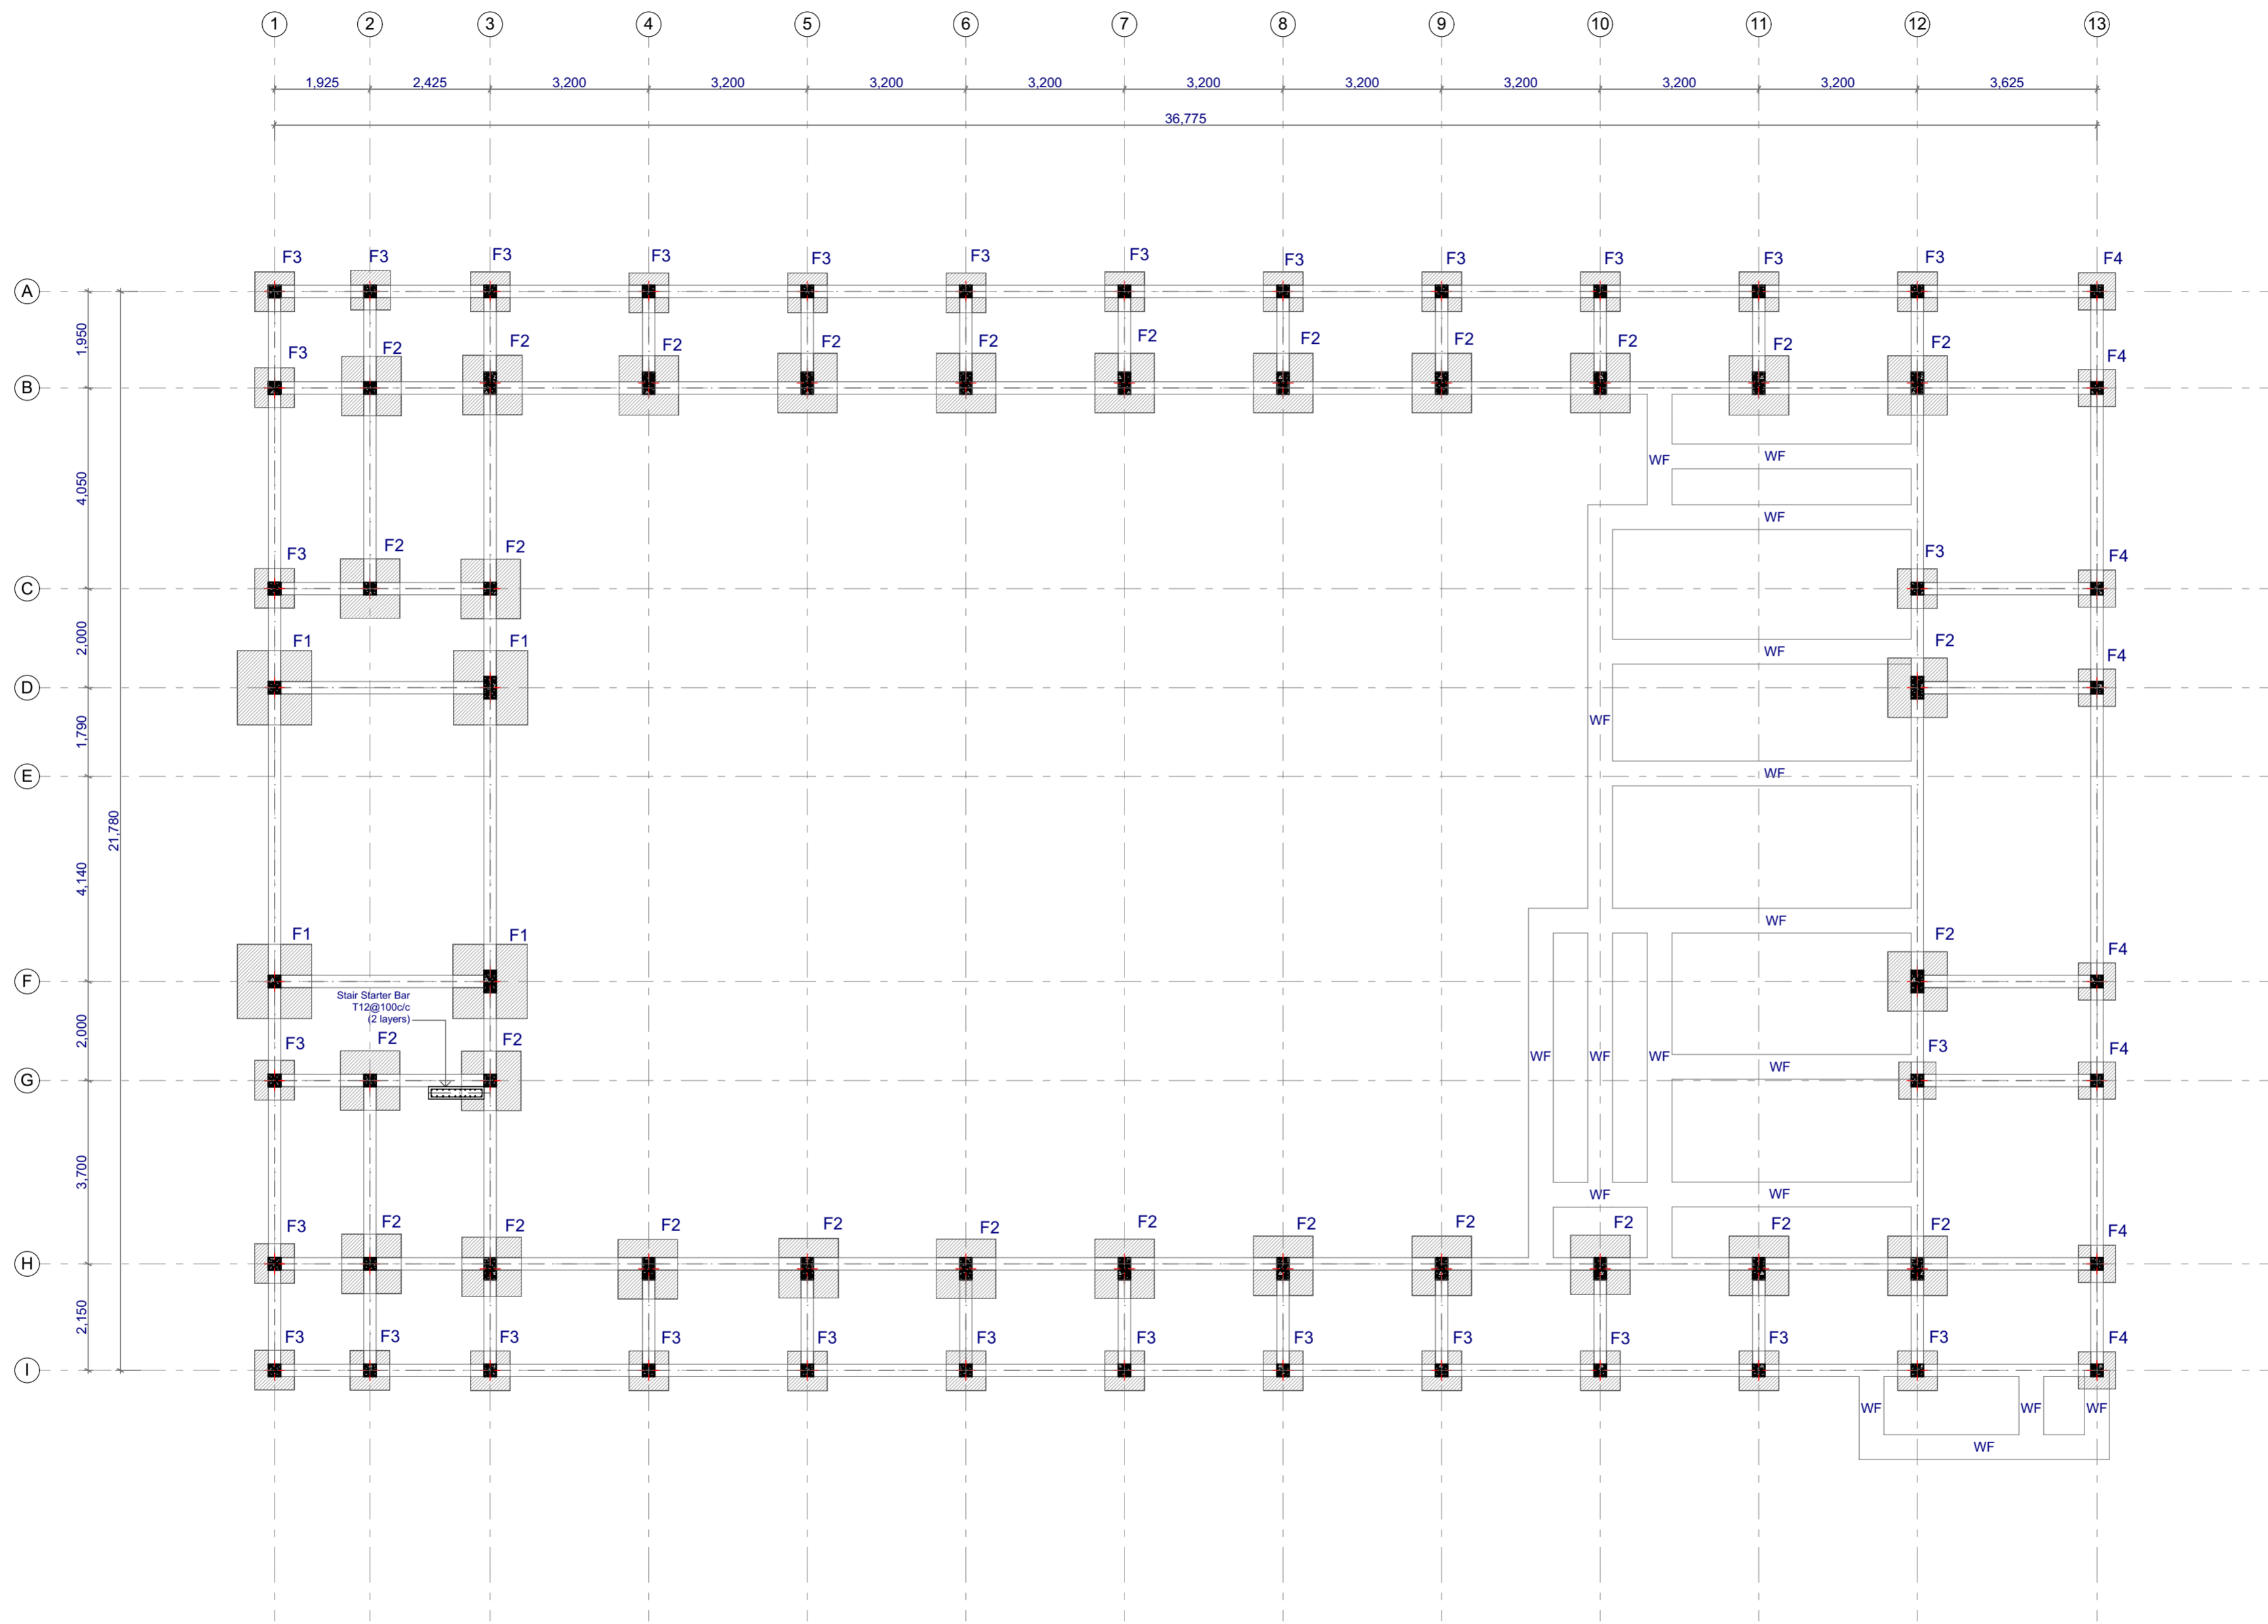 1 2 3 4 5 6 7 8 9 10 11 12 13
1,925 2,425 3,200 3,200 3,200 3,200 3,200 3,200 3,200 3,200 3,200 3,625
36,775
F3 F3 F3 F3 F3 F3 F3 F3 F3 F3 F3 F3 F4
A
1,950
F3 F2 F2 F2 F2 F2 F2 F2 F2 F2 F2 F2 F4
B
WF WF
4,050
WF
F3 F2 F2 F3 F4
C
2,000
F1 F1 WF F2 F4
D
1,790
WF
E
WF
21,780
4,140
WF
F1 F1 F2 F4
F
Stair Starter Bar
T12@100c/c
(2 layers)
2,000
F3 F2 F2 WF WF WF WF F3 F4
G
3,700
WF WF
F3 F2 F2 F2 F2 F2 F2 F2 F2 F2 F2 F2 F4
H
2,150
F3 F3 F3 F3 F3 F3 F3 F3 F3 F3 F3 F3 F4
I
WF WF WF
WF